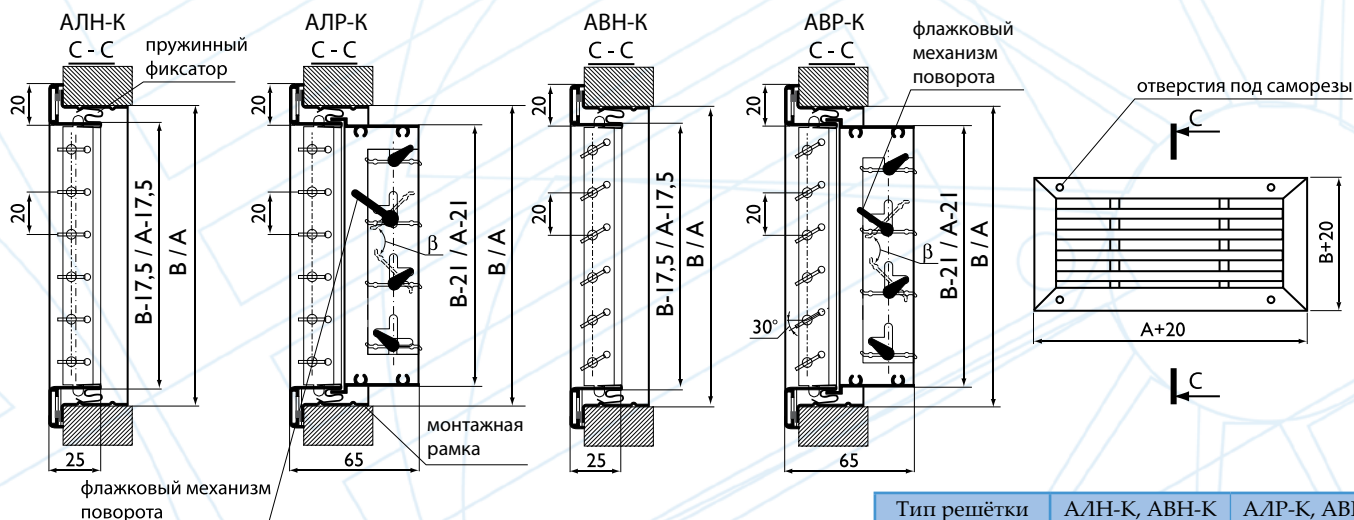 АЛН-К
С - С
пружинный
фиксатор
20
20
B-17,5 / A-17,5
B / A
25
АЛР-К
С - С
20
20
β
B-21 / A-21
B / A
монтажная
рамка
65
флажковый механизм
поворота
АВН-К
С - С
20
20
B-17,5 / A-17,5
B / A
25
АВР-К
С - С
флажковый
механизм
поворота
20
20
30°
β
B-21 / A-21
B / A
65
отверстия под саморезы
С
B+20
A+20
С
Тип решётки
АЛН-К, АВН-К